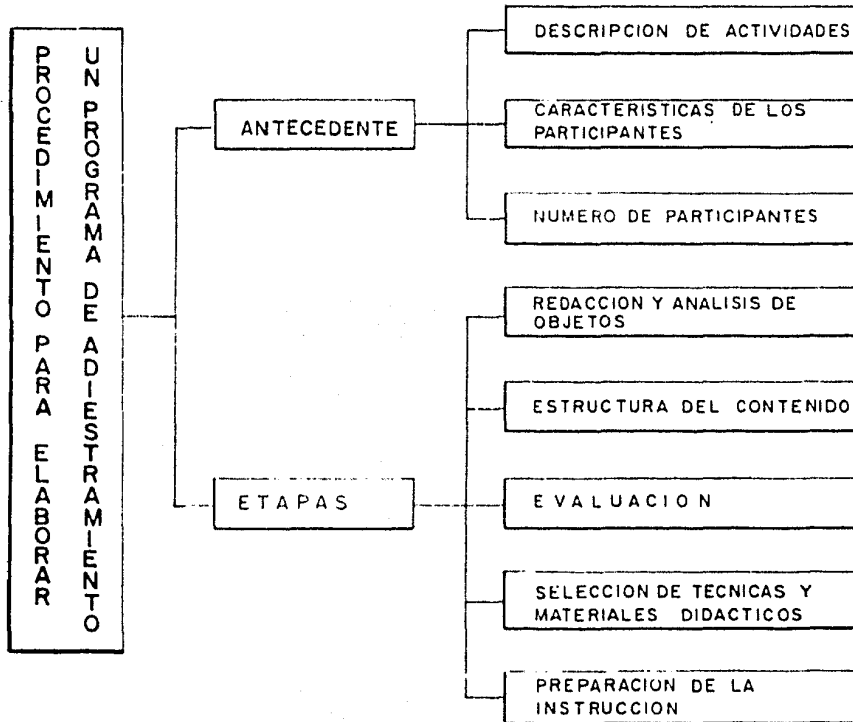 PROCEDIMIENTO PARA ELABORAR
UN PROGRAMA DE ADIESTRAMIENTO
ANTECEDENTE
DESCRIPCION DE ACTIVIDADES
CARACTERISTICAS DE LOS
PARTICIPANTES
NUMERO DE PARTICIPANTES
ETAPAS
REDACCION Y ANALISIS DE
OBJETOS
ESTRUCTURA DEL CONTENIDO
EVALUACION
SELECCION DE TECNICAS Y
MATERIALES DIDACTICOS
PREPARACION DE LA
INSTRUCCION